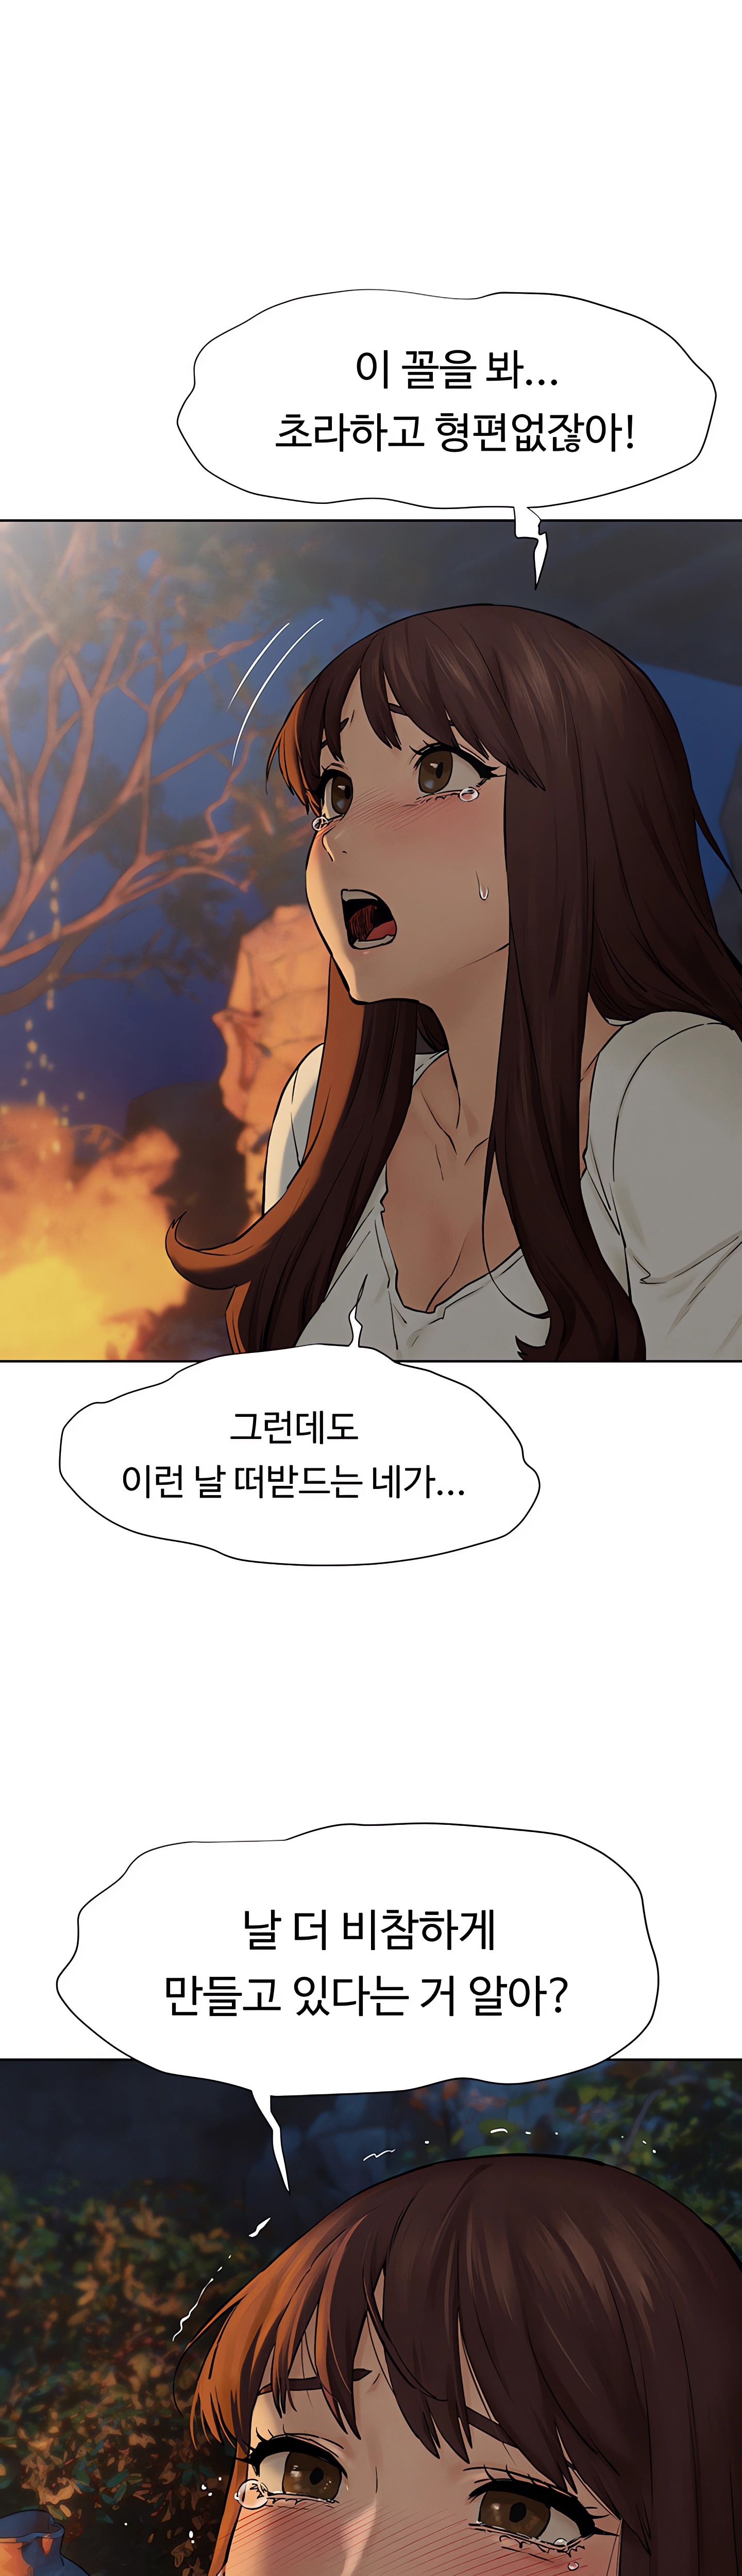 이 꼴을 봐...
초라하고 형편없잖아!
그런데도
이런 날 떠받드는 네가...
날 더 비참하게
만들고 있다는 거 알아?